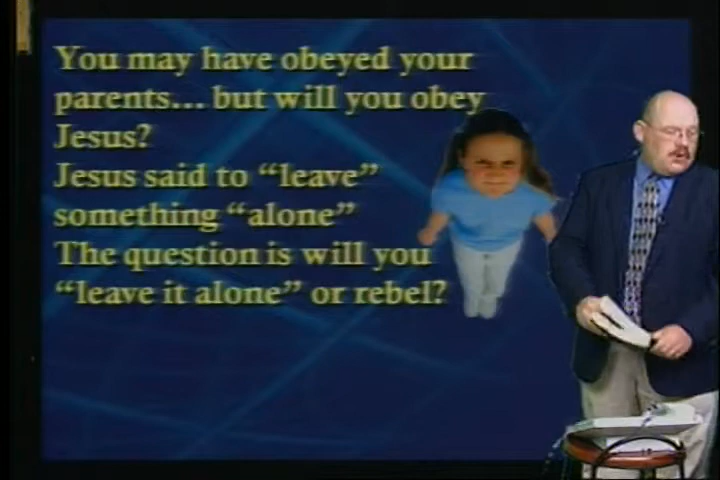 You may have obeyed your
parents... but will you obey
Jesus?
Jesus said to “leave”
something “alone”
The question is will you
“leave it alone” or rebel?